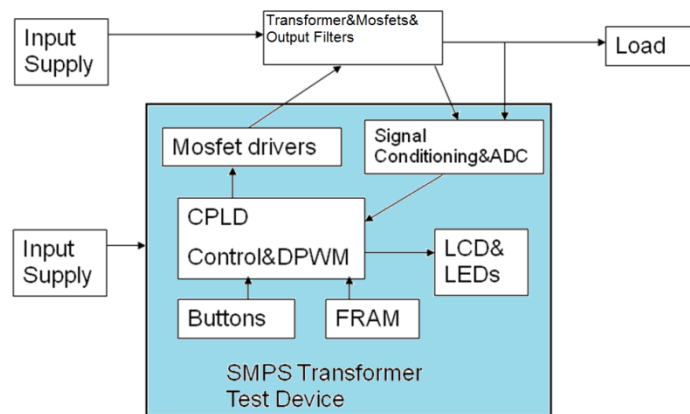 Input
Supply
Transformer&Mosfets&
Output Filters
Load
Mosfet drivers
Signal
Conditioning&ADC
CPLD
Control&DPWM
Input
Supply
LCD&
LEDs
Buttons
FRAM
SMPS Transformer
Test Device